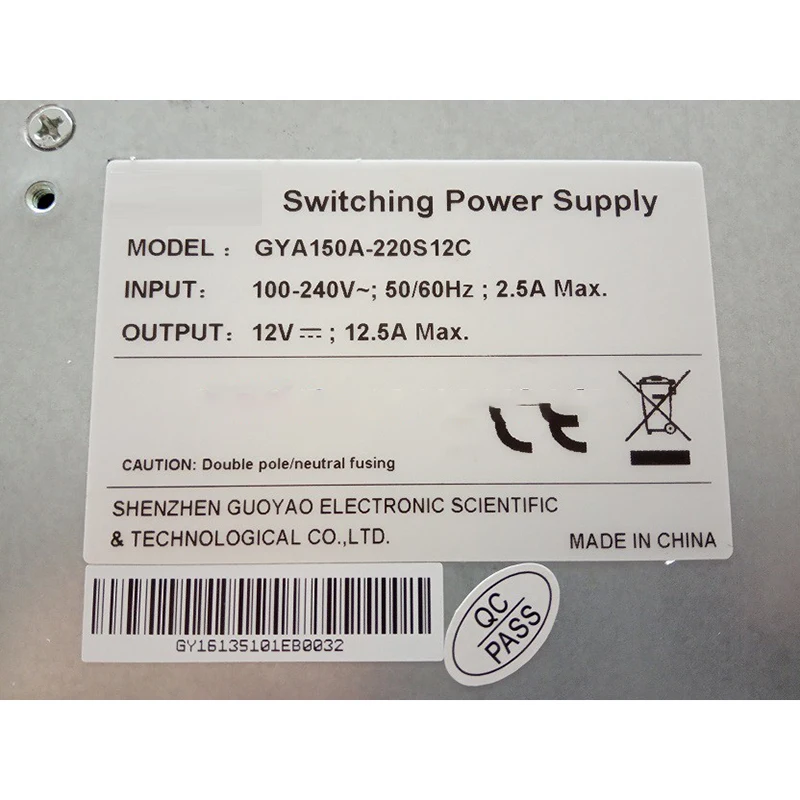 Switching Power Supply
MODEL： GYA150A-220S12C
INPUT： 100-240V~; 50/60Hz ; 2.5A Max.
OUTPUT： 12V ⎓ ; 12.5A Max.
CE
CAUTION: Double pole/neutral fusing
SHENZHEN GUOYAO ELECTRONIC SCIENTIFIC
& TECHNOLOGICAL CO.,LTD.
MADE IN CHINA
GY16135101EB0032
QC
PASS